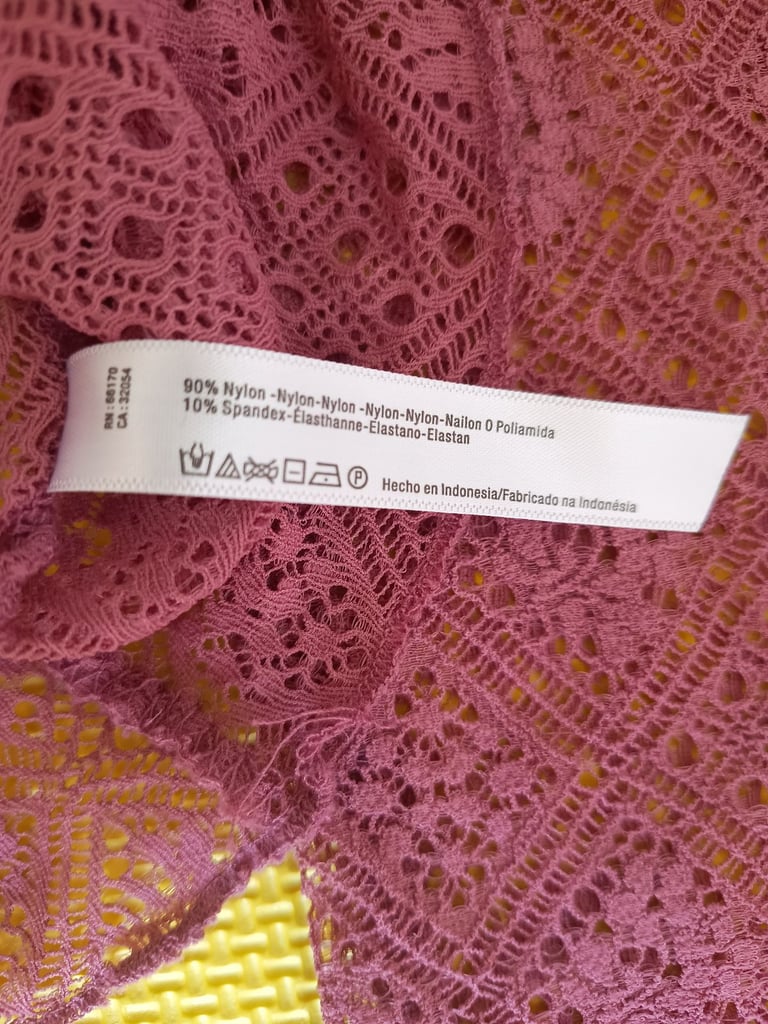 RN : 66170
CA : 32054
90% Nylon -Nylon-Nylon -Nylon-Nylon-Nailon O Poliamida
10% Spandex-Élasthanne-Elastano-Elastan
P
Hecho en Indonesia/Fabricado na Indonésia